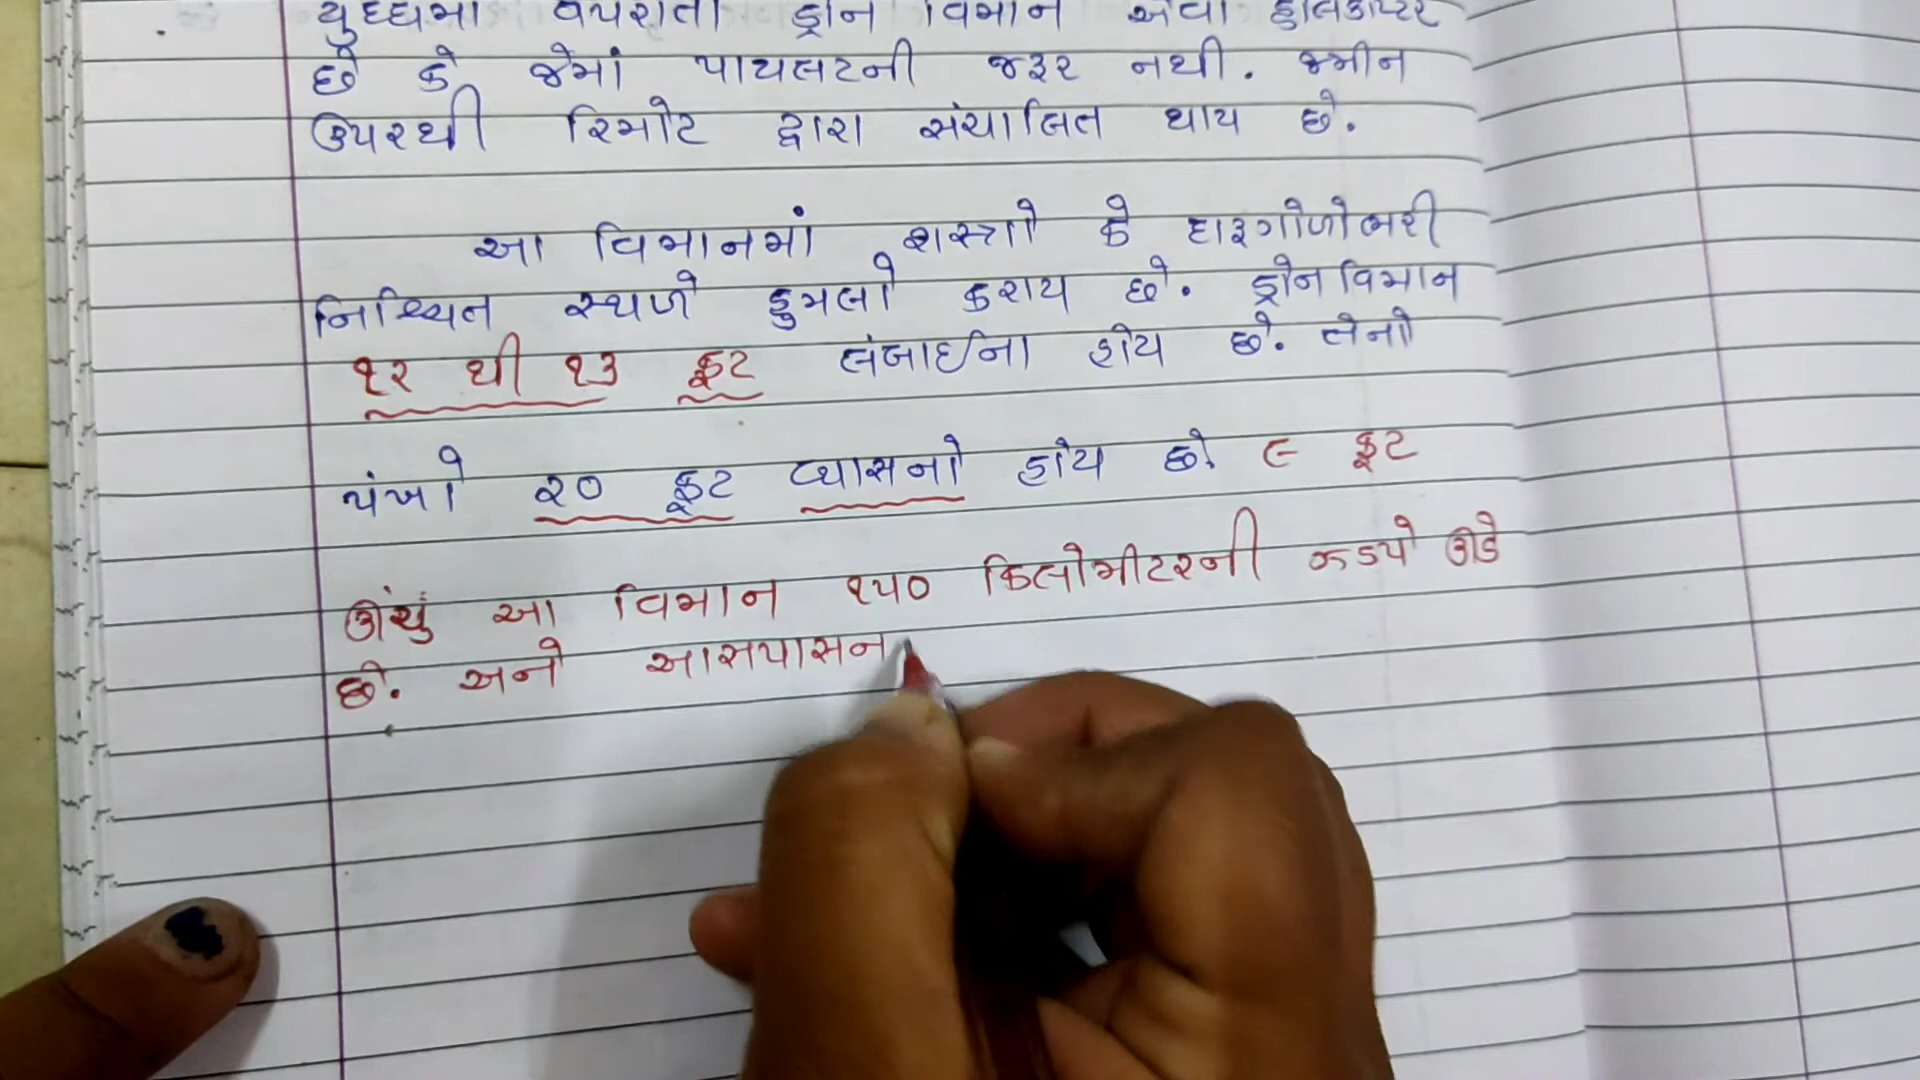 યુદ્ધમાં વપરાતા ડ્રોન વિમાન એવા હેલિકોપ્ટર
છે કે જેમાં પાયલટની જરૂર નથી. જમીન
ઉપરથી રિમોટ દ્વારા સંચાલિત થાય છે.
આ વિમાનમાં શસ્ત્રો કે દારૂગોળો ભરી
નિશ્ચિત સ્થળે હુમલો કરાય છે. ડ્રોન વિમાન
૧૨ થી ૧૩ ફૂટ લંબાઈના હોય છે. તેનો
પંખો ૨૦ ફૂટ વ્યાસનો હોય છે. ૯ ફૂટ
ઊંચું આ વિમાન ૧૫૦ કિલોમીટરની ઝડપે ઊડે
છે. અને આસપાસન